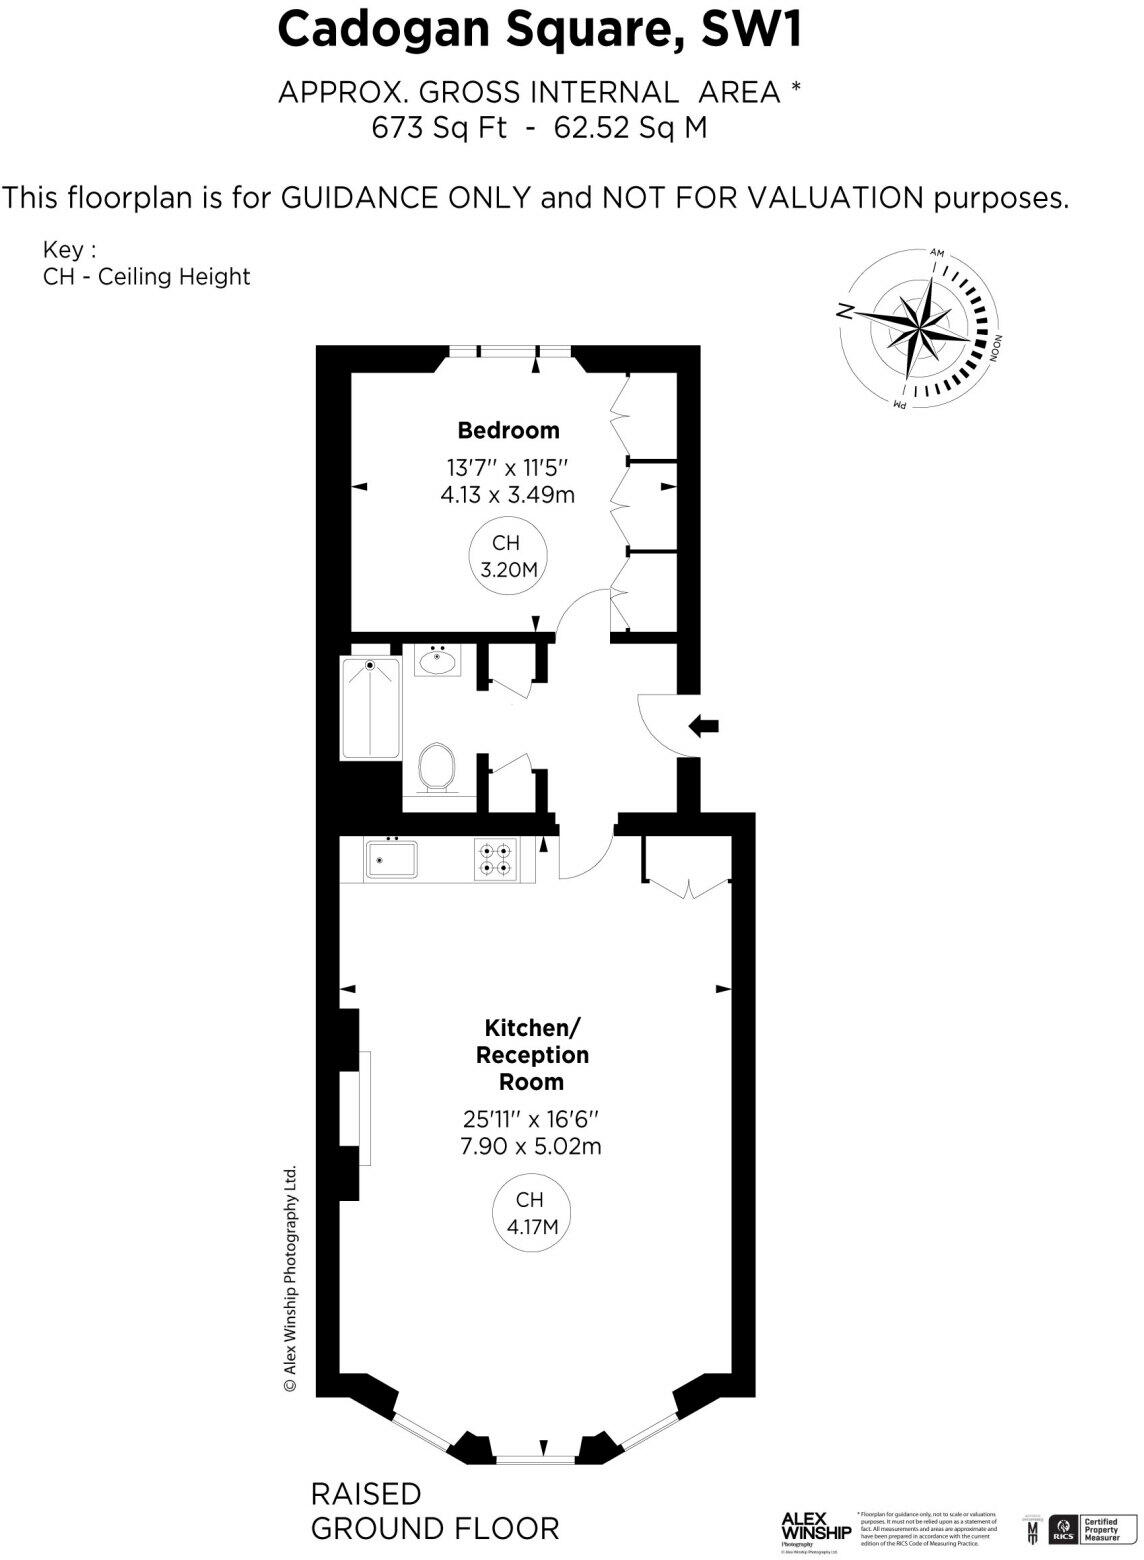 Cadogan Square, SW1
APPROX. GROSS INTERNAL AREA *
673 Sq Ft - 62.52 Sq M
This floorplan is for GUIDANCE ONLY and NOT FOR VALUATION purposes.
Key :
CH - Ceiling Height
AM
N
NOON
PM
Bedroom
13'7" x 11'5"
4.13 x 3.49m
CH
3.20M
Kitchen/
Reception
Room
25'11" x 16'6"
7.90 x 5.02m
CH
4.17M
© Alex Winship Photography Ltd.
RAISED
GROUND FLOOR
ALEX
WINSHIP
Photography
© Alex Winship Photography Ltd.
* Floorplan for guidance only, not to scale or valuations
purposes. It must not be relied upon as a statement of
fact. All measurements and areas are approximate and
have been prepared in accordance with the current
edition of the RICS Code of Measuring Practice.
RICS
Certified
Property
Measurer